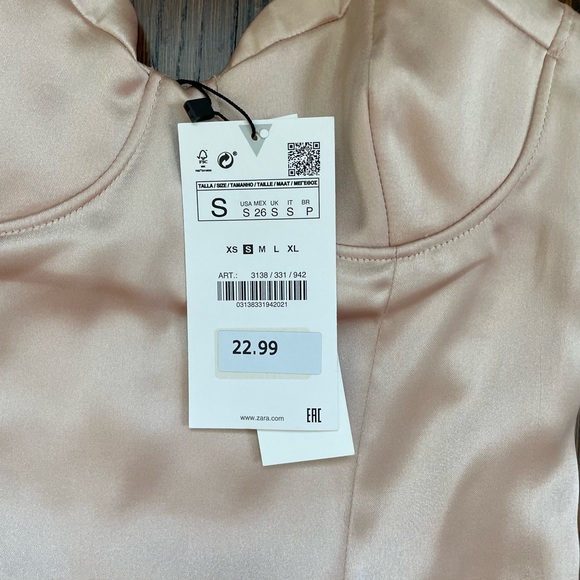 FSC
TALLA / SIZE / TAMANHO / TAILLE / MAAT / ΜΕΓΕΘΟΣ
S
USA MEX UK IT BR
S 26 S S P
XS S M L XL
ART.: 3138 / 331 / 942
03138331942021
22.99
www.zara.com
EAC